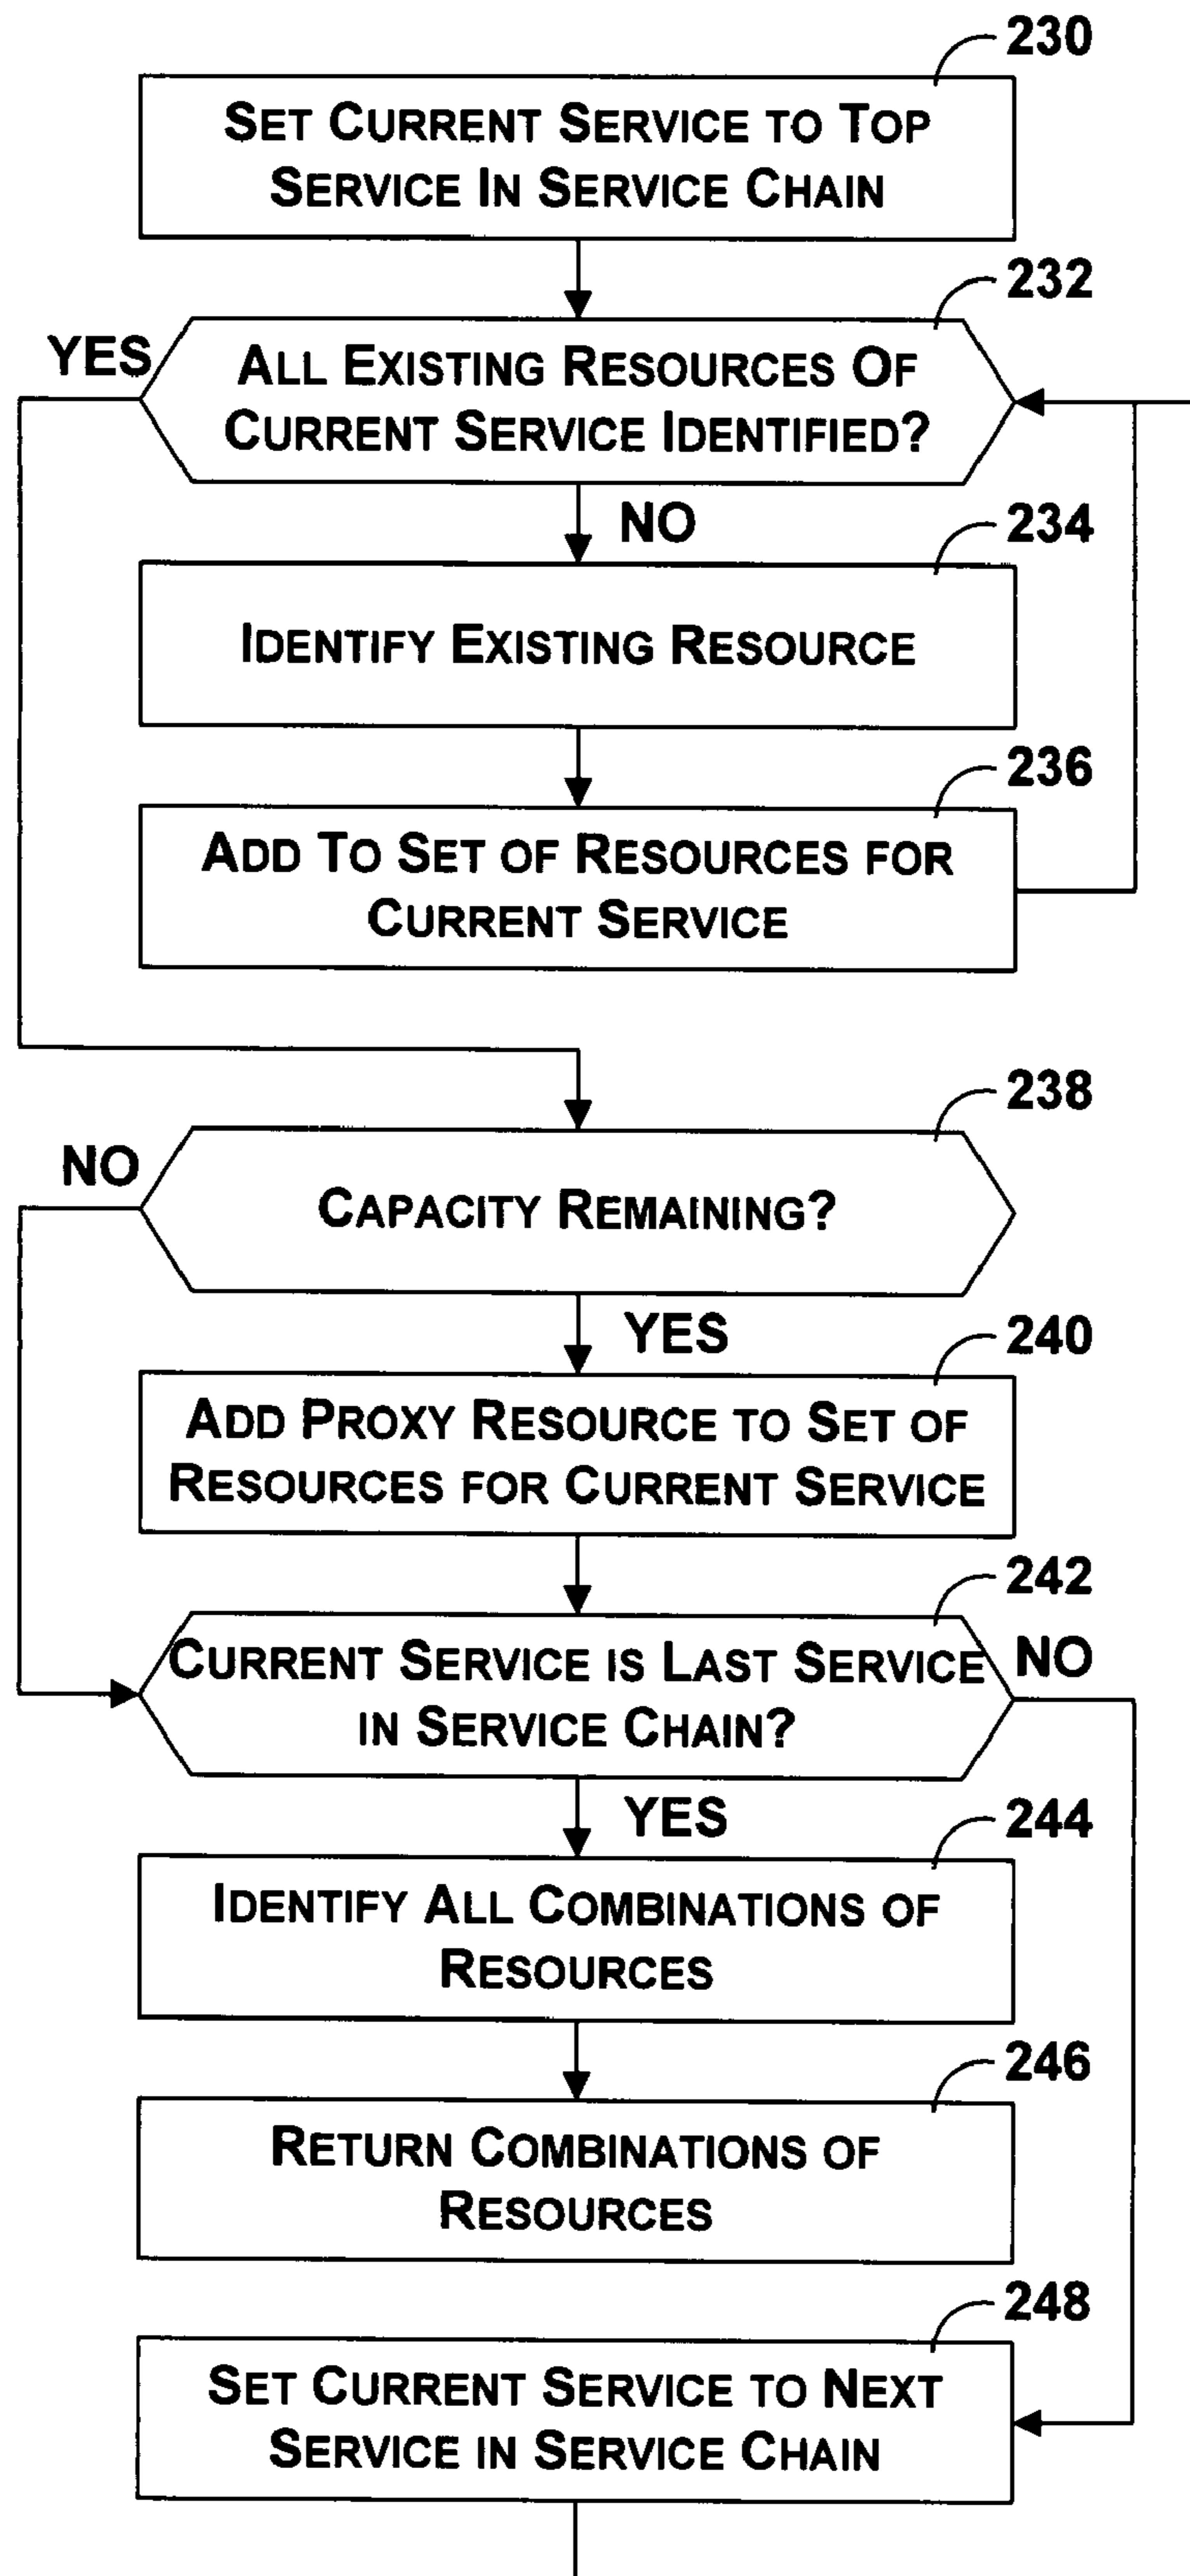 230
SET CURRENT SERVICE TO TOP
SERVICE IN SERVICE CHAIN
232
YES
ALL EXISTING RESOURCES OF
CURRENT SERVICE IDENTIFIED?
NO
234
IDENTIFY EXISTING RESOURCE
236
ADD TO SET OF RESOURCES FOR
CURRENT SERVICE
238
NO
CAPACITY REMAINING?
YES
240
ADD PROXY RESOURCE TO SET OF
RESOURCES FOR CURRENT SERVICE
242
CURRENT SERVICE IS LAST SERVICE
IN SERVICE CHAIN?
NO
YES
244
IDENTIFY ALL COMBINATIONS OF
RESOURCES
246
RETURN COMBINATIONS OF
RESOURCES
248
SET CURRENT SERVICE TO NEXT
SERVICE IN SERVICE CHAIN